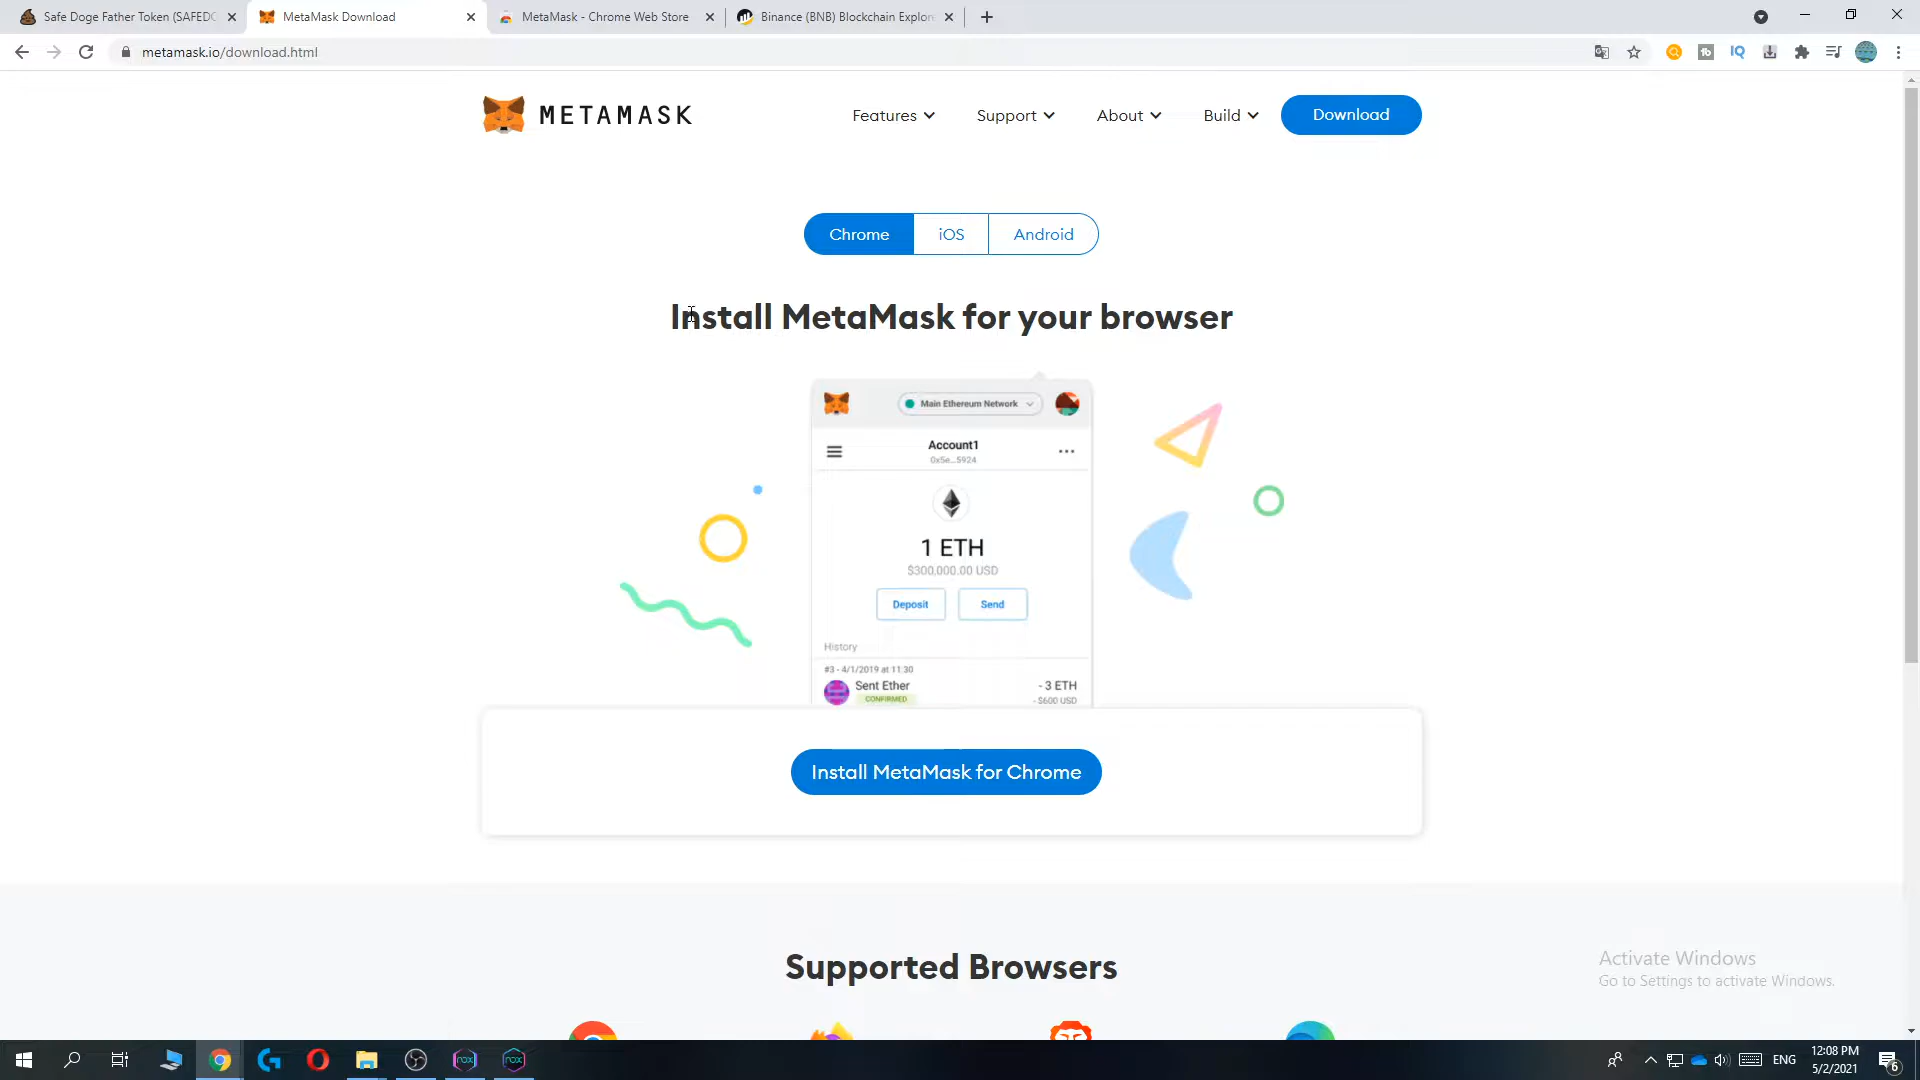 Safe Doge Father Token (SAFEDO
MetaMask Download
MetaMask - Chrome Web Store
Binance (BNB) Blockchain Explor
metamask.io/download.html
METAMASK
Features
Support
About
Build
Download
Chrome
iOS
Android
Install MetaMask for your browser
Main Ethereum Network
Account1
0x5e...5924
1 ETH
$300,000.00 USD
Deposit
Send
History
#3 - 4/1/2019 at 11:30
Sent Ether
- 3 ETH
CONFIRMED
- $600 USD
Install MetaMask for Chrome
Supported Browsers
Activate Windows
Go to Settings to activate Windows.
ENG
12:08 PM
5/2/2021
6